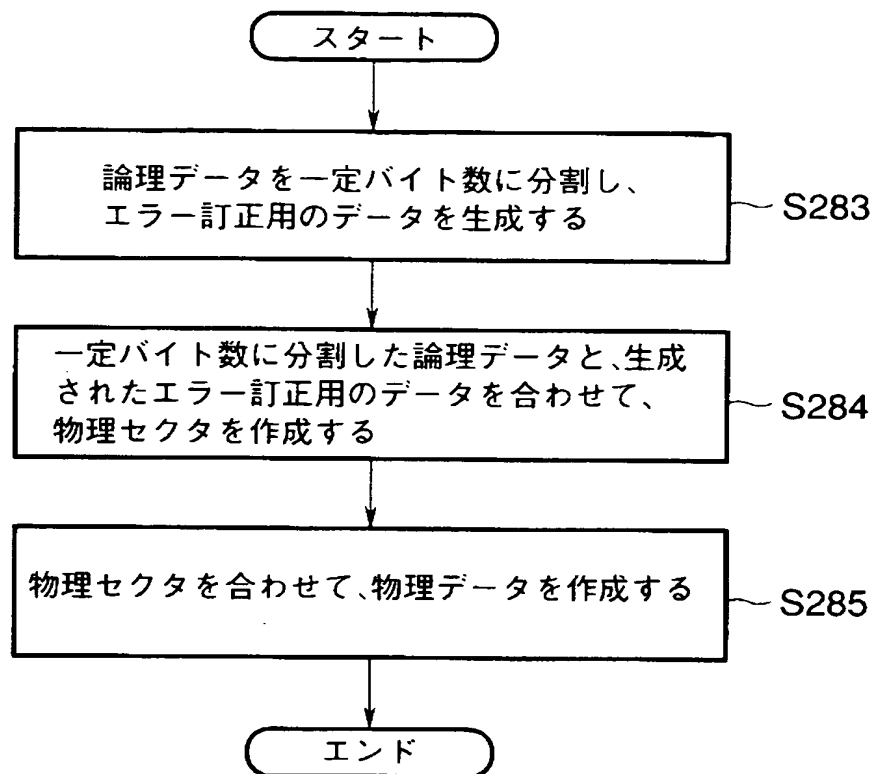 スタート
論理データを一定バイト数に分割し、
エラー訂正用のデータを生成する
S283
一定バイト数に分割した論理データと、生成
されたエラー訂正用のデータを合わせて、
物理セクタを作成する
S284
物理セクタを合わせて、物理データを作成する
S285
エンド